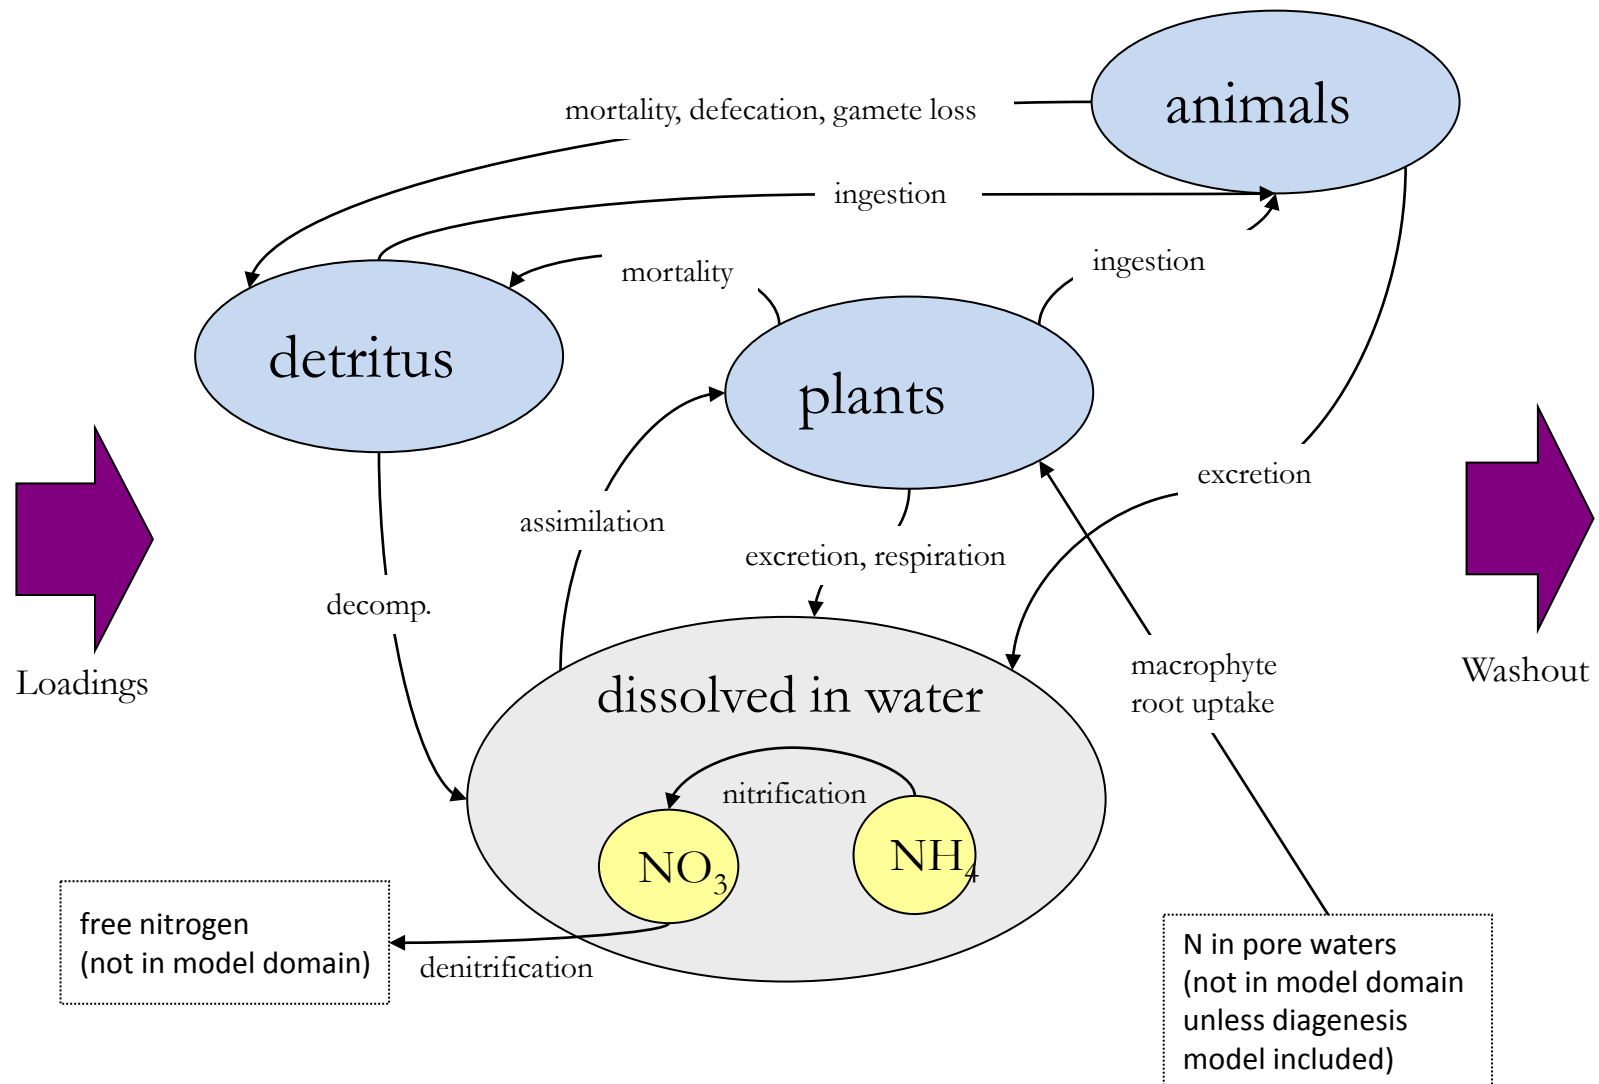 animals
mortality, defecation, gamete loss
ingestion
ingestion
mortality
detritus
plants
excretion
assimilation
excretion, respiration
decomp.
Loadings
macrophyte
root uptake
Washout
dissolved in water
nitrification
NO₃
NH₄
free nitrogen
(not in model domain)
denitrification
N in pore waters
(not in model domain
unless diagenesis
model included)